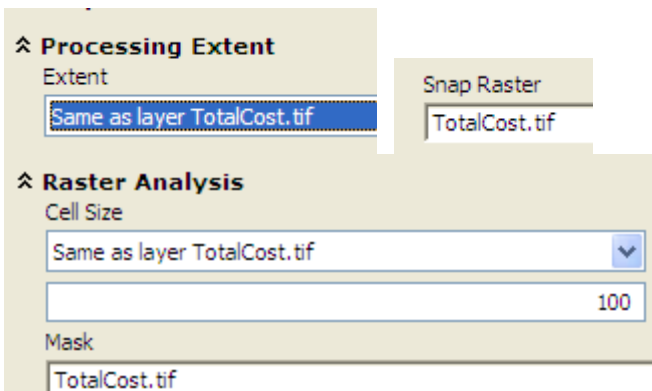 Processing Extent
Extent
Same as layer TotalCost.tif
Snap Raster
TotalCost.tif
Raster Analysis
Cell Size
Same as layer TotalCost.tif
100
Mask
TotalCost.tif